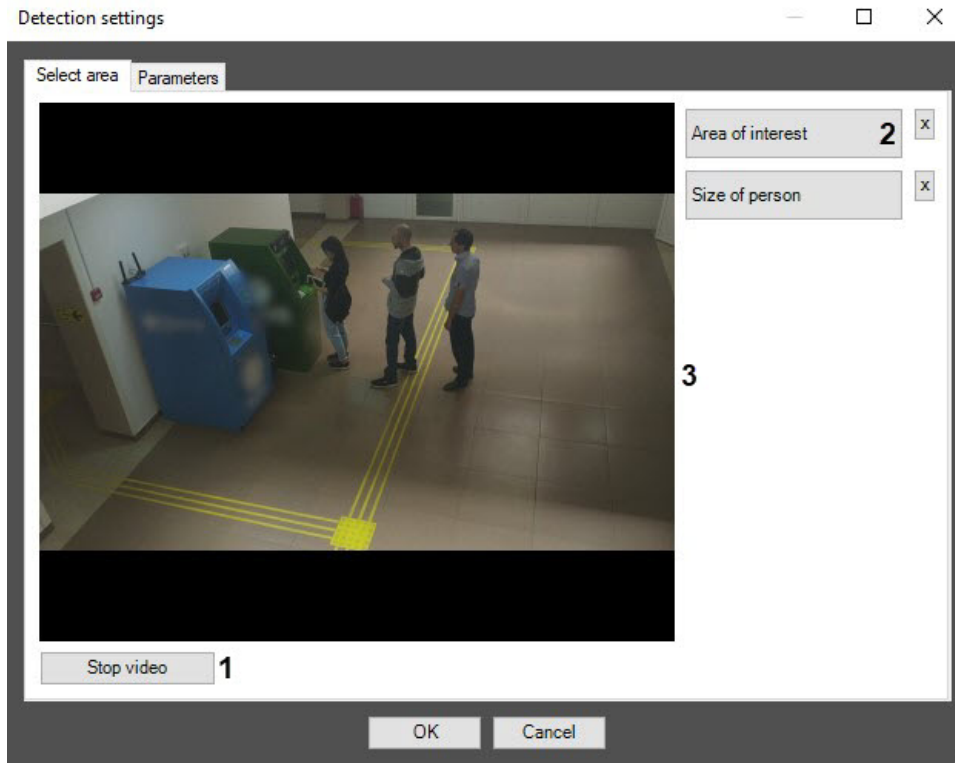 Detection settings
Select area
Parameters
Area of interest 2 x
Size of person x
3
Stop video 1
OK
Cancel